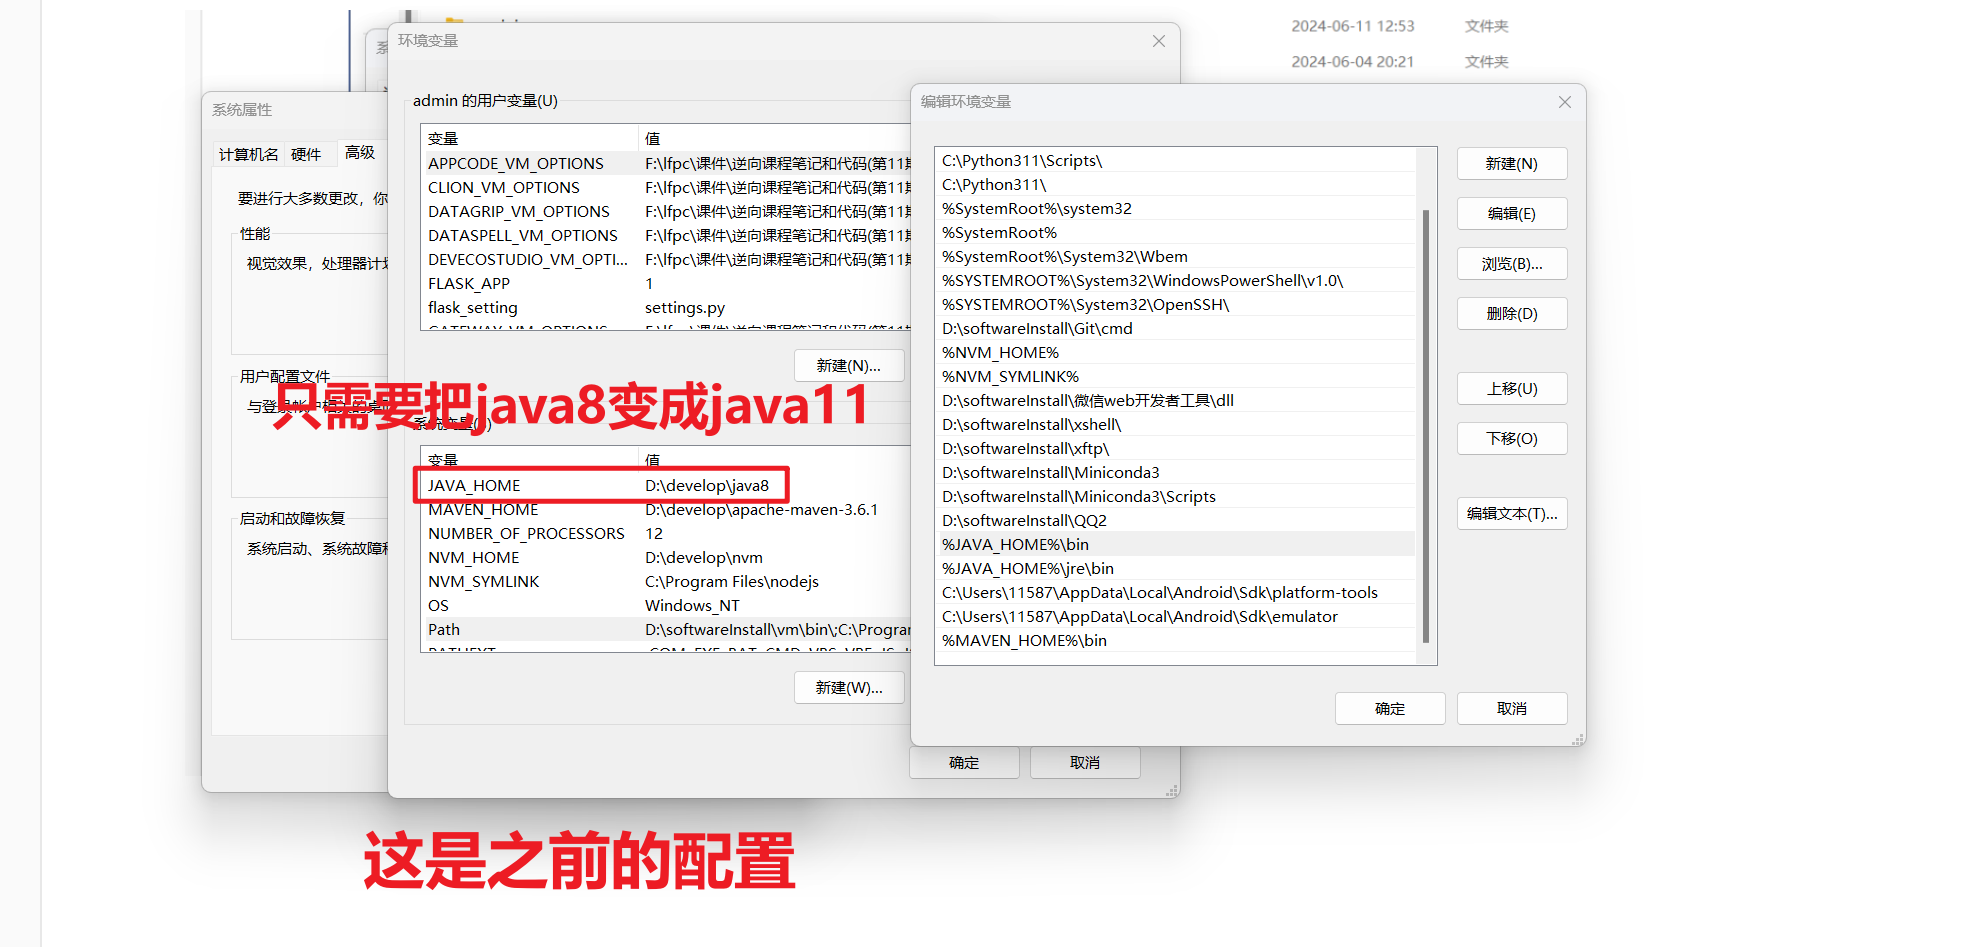 2024-06-11 12:53 文件夹
2024-06-04 20:21 文件夹
系统属性
计算机名 硬件 高级
要进行大多数更改，你
性能
视觉效果，处理器计
用户配置文件
启动和故障恢复
系统启动、系统故障
环境变量
admin 的用户变量(U)
变量 值
APPCODE_VM_OPTIONS F:\lfpc\课件\逆向课程笔记和代码(第11
CLION_VM_OPTIONS F:\lfpc\课件\逆向课程笔记和代码(第11
DATAGRIP_VM_OPTIONS F:\lfpc\课件\逆向课程笔记和代码(第11
DATASPELL_VM_OPTIONS F:\lfpc\课件\逆向课程笔记和代码(第11
DEVECOSTUDIO_VM_OPTI... F:\lfpc\课件\逆向课程笔记和代码(第11
FLASK_APP 1
flask_setting settings.py
新建(N)...
只需要把java8变成java11
系统变量(S)
变量 值
JAVA_HOME D:\develop\java8
MAVEN_HOME D:\develop\apache-maven-3.6.1
NUMBER_OF_PROCESSORS 12
NVM_HOME D:\develop\nvm
NVM_SYMLINK C:\Program Files\nodejs
OS Windows_NT
Path D:\softwareInstall\vm\bin\;C:\Progra
新建(W)...
确定 取消
编辑环境变量
C:\Python311\Scripts\
C:\Python311\
%SystemRoot%\system32
%SystemRoot%
%SystemRoot%\System32\Wbem
%SYSTEMROOT%\System32\WindowsPowerShell\v1.0\
%SYSTEMROOT%\System32\OpenSSH\
D:\softwareInstall\Git\cmd
%NVM_HOME%
%NVM_SYMLINK%
D:\softwareInstall\微信web开发者工具\dll
D:\softwareInstall\xshell\
D:\softwareInstall\xftp\
D:\softwareInstall\Miniconda3
D:\softwareInstall\Miniconda3\Scripts
D:\softwareInstall\QQ2
%JAVA_HOME%\bin
%JAVA_HOME%\jre\bin
C:\Users\11587\AppData\Local\Android\Sdk\platform-tools
C:\Users\11587\AppData\Local\Android\Sdk\emulator
%MAVEN_HOME%\bin
新建(N)
编辑(E)
浏览(B)...
删除(D)
上移(U)
下移(O)
编辑文本(T)...
确定 取消
这是之前的配置